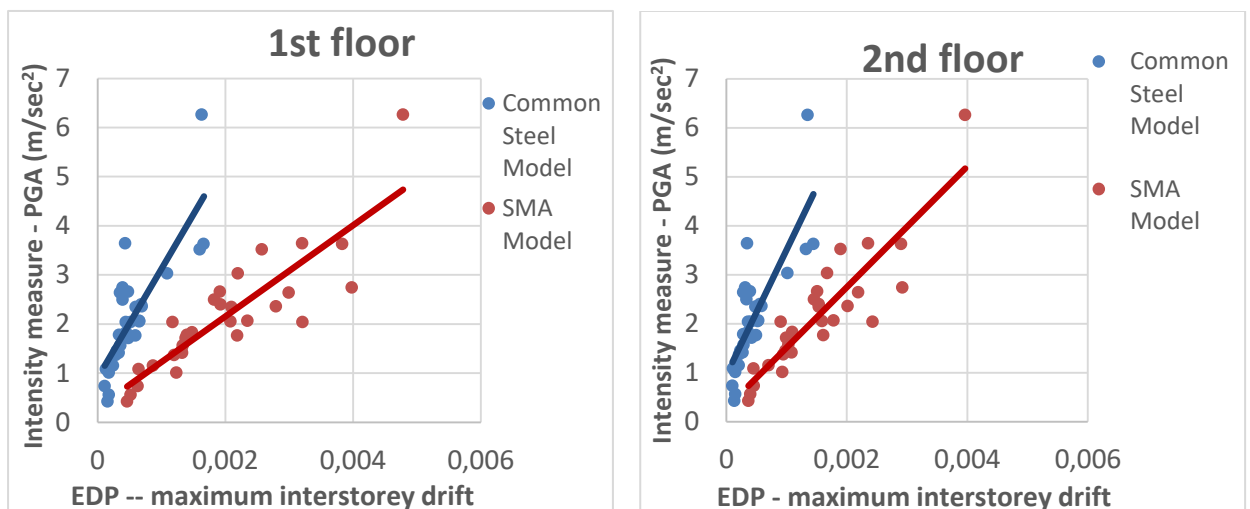 1st floor
Intensity measure - PGA (m/sec²)
7
6
5
4
3
2
1
0
0
0,002
0,004
0,006
EDP -- maximum interstorey drift
Common
Steel
Model
SMA
Model
2nd floor
Intensity measure - PGA (m/sec²)
7
6
5
4
3
2
1
0
0
0,002
0,004
0,006
EDP - maximum interstorey drift
Common
Steel
Model
SMA
Model